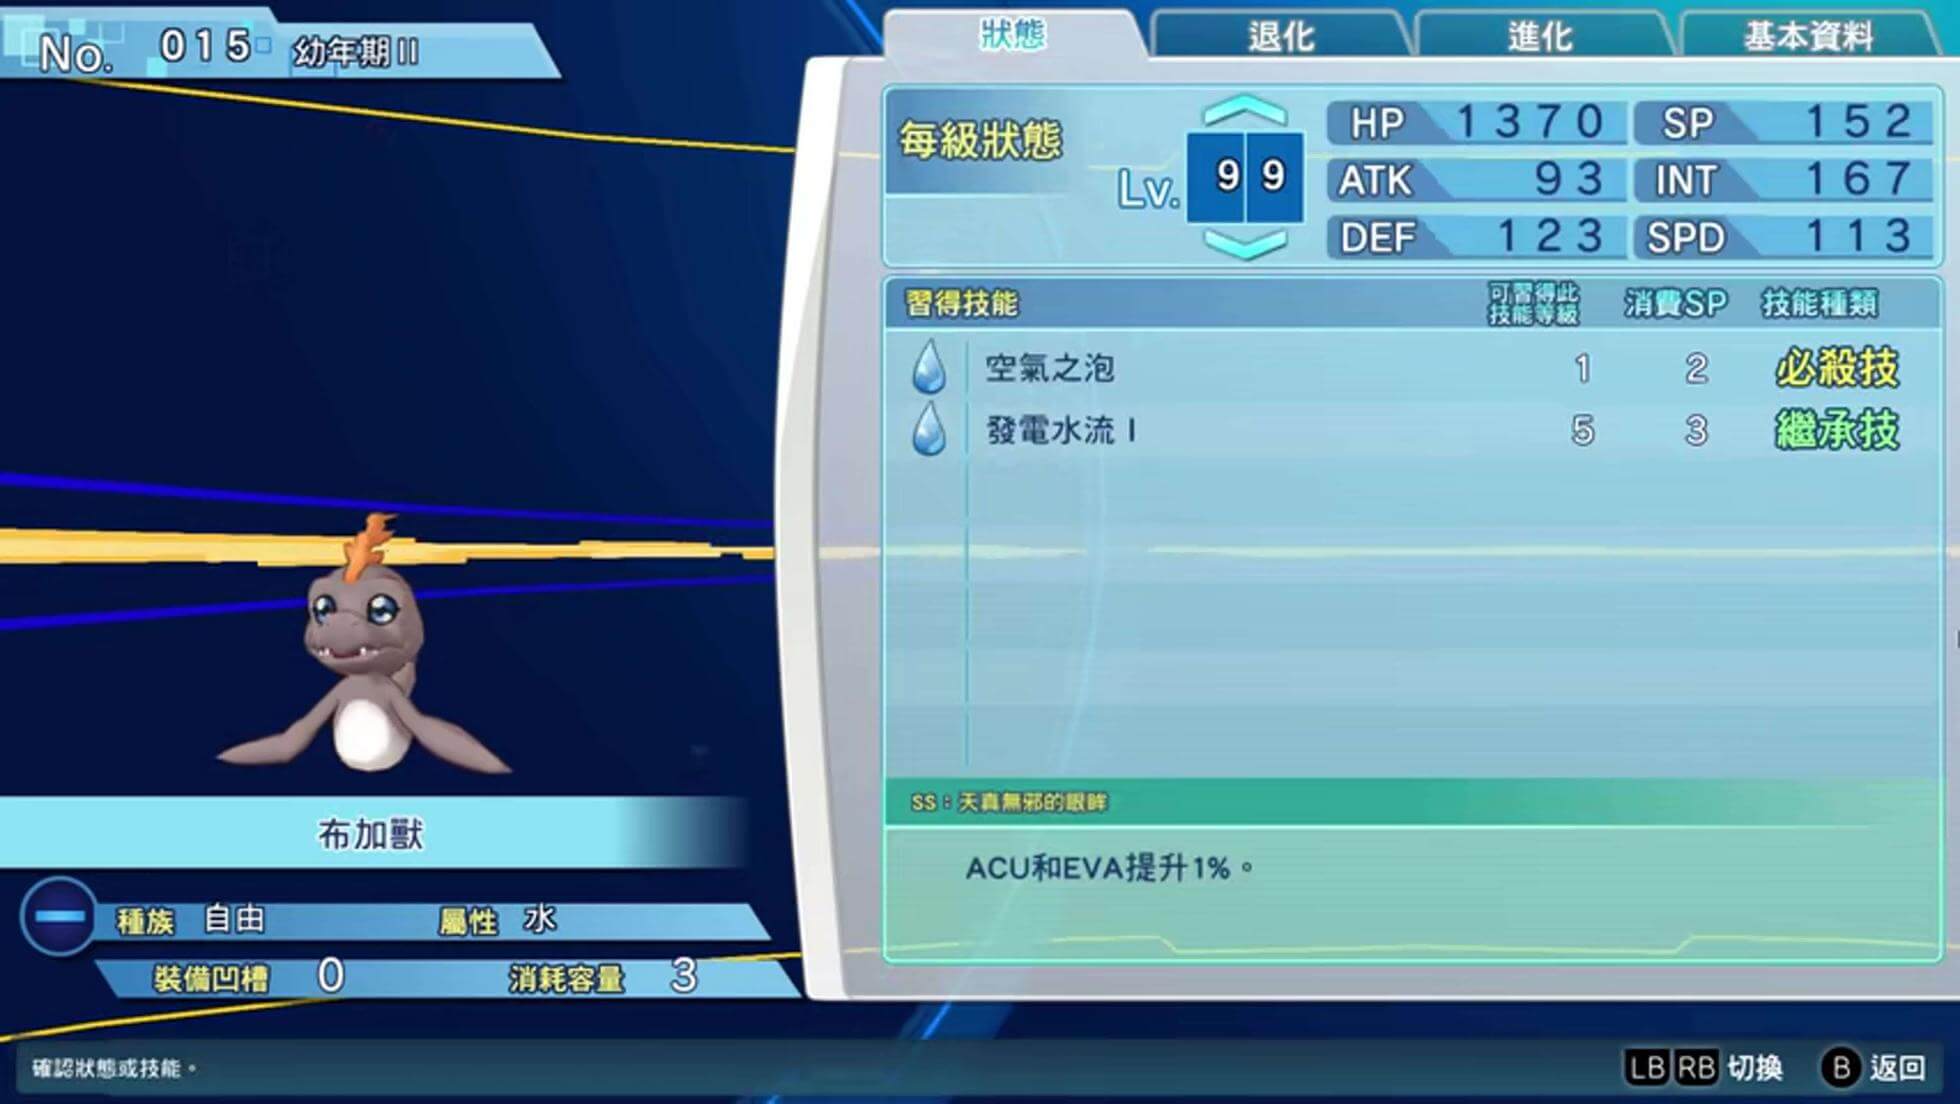 No. 015 幼年期II
狀態 退化 進化 基本資料
每級狀態
Lv. 99
HP 1370 SP 152
ATK 93 INT 167
DEF 123 SPD 113
習得技能 可習得此技能等級 消費SP 技能種類
空氣之泡 1 2 必殺技
發電水流 I 5 3 繼承技
SS：天真無邪的眼眸
ACU和EVA提升1%。
布加獸
種族 自由 屬性 水
裝備凹槽 0 消耗容量 3
確認狀態或技能。
LB RB 切換 B 返回